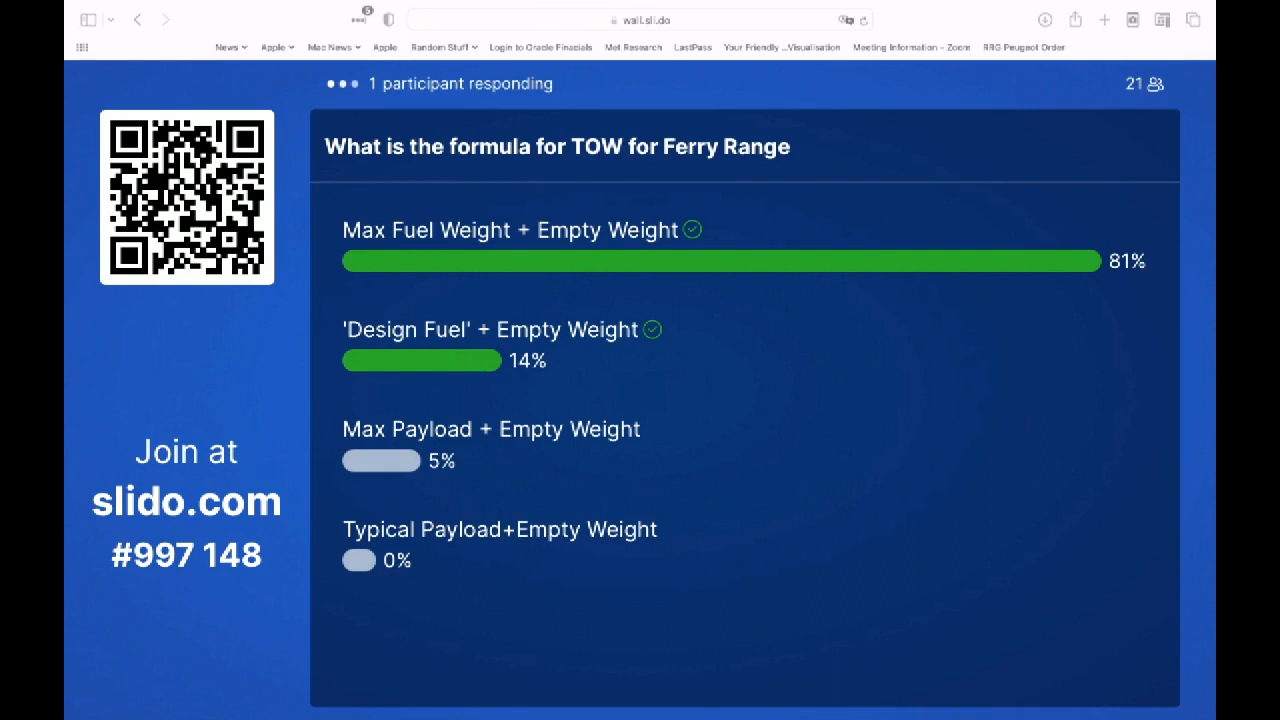 5
wall.sli.do
News
Apple
Mac News
Apple
Random Stuff
Login to Oracle Finacials
Met Research
LastPass
Your Friendly ...Visualisation
Meeting Information - Zoom
RRG Peugeot Order
1 participant responding
21
What is the formula for TOW for Ferry Range
Max Fuel Weight + Empty Weight
81%
'Design Fuel' + Empty Weight
14%
Max Payload + Empty Weight
5%
Typical Payload+Empty Weight
0%
Join at
slido.com
#997 148